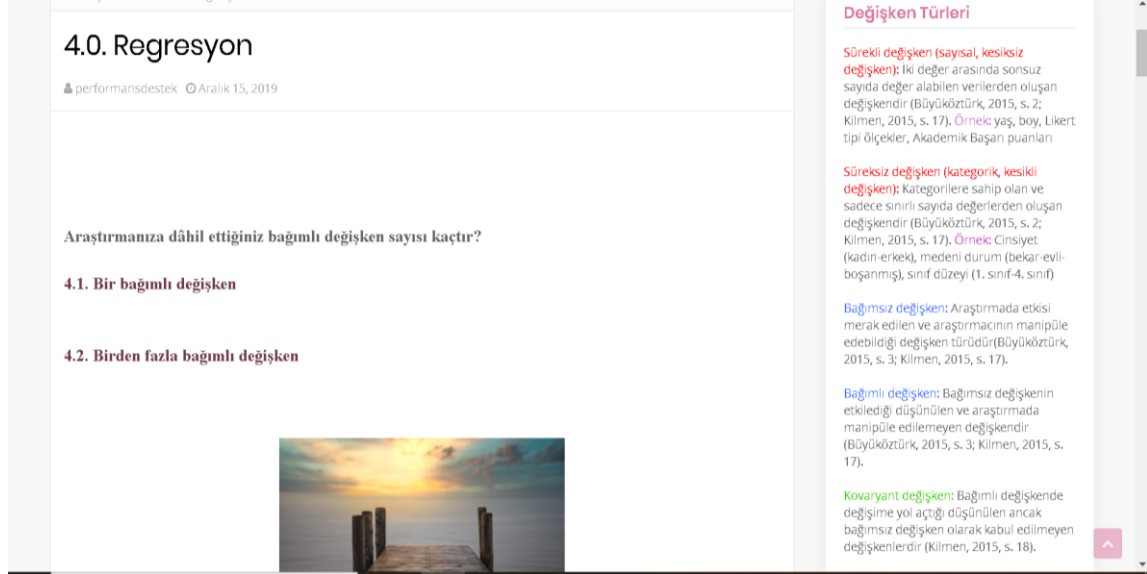 4.0. Regresyon
performansdestek Aralık 15, 2019
Araştırmanıza dâhil ettiğiniz bağımlı değişken sayısı kaçtır?
4.1. Bir bağımlı değişken
4.2. Birden fazla bağımlı değişken
Değişken Türleri
Sürekli değişken (sayısal, kesiksiz
değişken): İki değer arasında sonsuz
sayıda değer alabilen verilerden oluşan
değişkendir (Büyüköztürk, 2015, s. 2;
Kilmen, 2015, s. 17). Örnek: yaş, boy, Likert
tipi ölçekler, Akademik Başarı puanları
Süreksiz değişken (kategorik, kesikli
değişken): Kategorilere sahip olan ve
sadece sınırlı sayıda değerlerden oluşan
değişkendir (Büyüköztürk, 2015, s. 2;
Kilmen, 2015, s. 17). Örnek: Cinsiyet
(kadın-erkek), medeni durum (bekar-evli-
boşanmış), sınıf düzeyi (1. sınıf-4. sınıf)
Bağımsız değişken: Araştırmada etkisi
merak edilen ve araştırmacının manipüle
edebildiği değişken türüdür(Büyüköztürk,
2015, s. 3; Kilmen, 2015, s. 17).
Bağımlı değişken: Bağımsız değişkenin
etkilediği düşünülen ve araştırmada
manipüle edilemeyen değişkendir
(Büyüköztürk, 2015, s. 3; Kilmen, 2015, s.
17).
Kovaryant değişken: Bağımlı değişkende
değişime yol açtığı düşünülen ancak
bağımsız değişken olarak kabul edilmeyen
değişkenlerdir (Kilmen, 2015, s. 18).